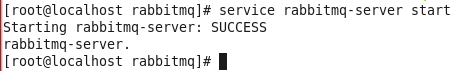 [root@localhost rabbitmq]# service rabbitmq-server start
Starting rabbitmq-server: SUCCESS
rabbitmq-server.
[root@localhost rabbitmq]#